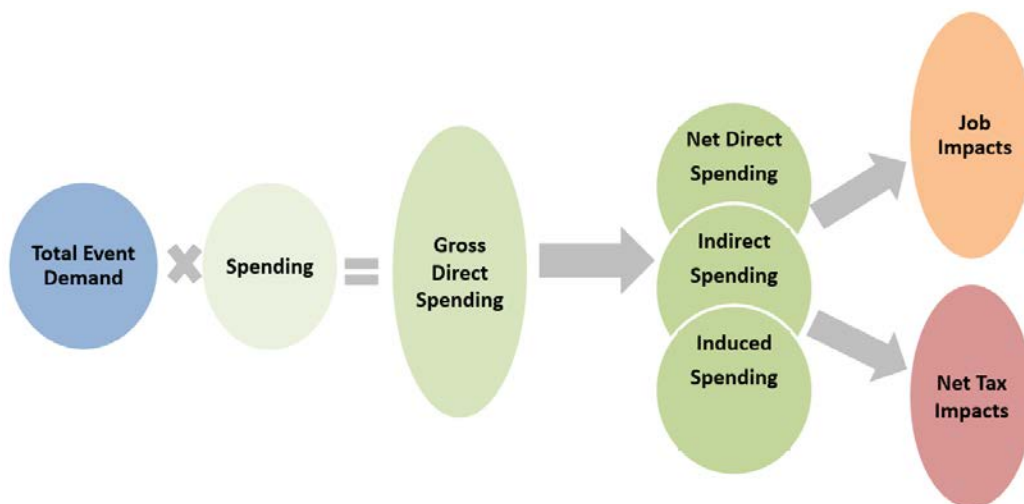 Total Event
Demand
Spending
Gross
Direct
Spending
Net Direct
Spending
Indirect
Spending
Induced
Spending
Job
Impacts
Net Tax
Impacts